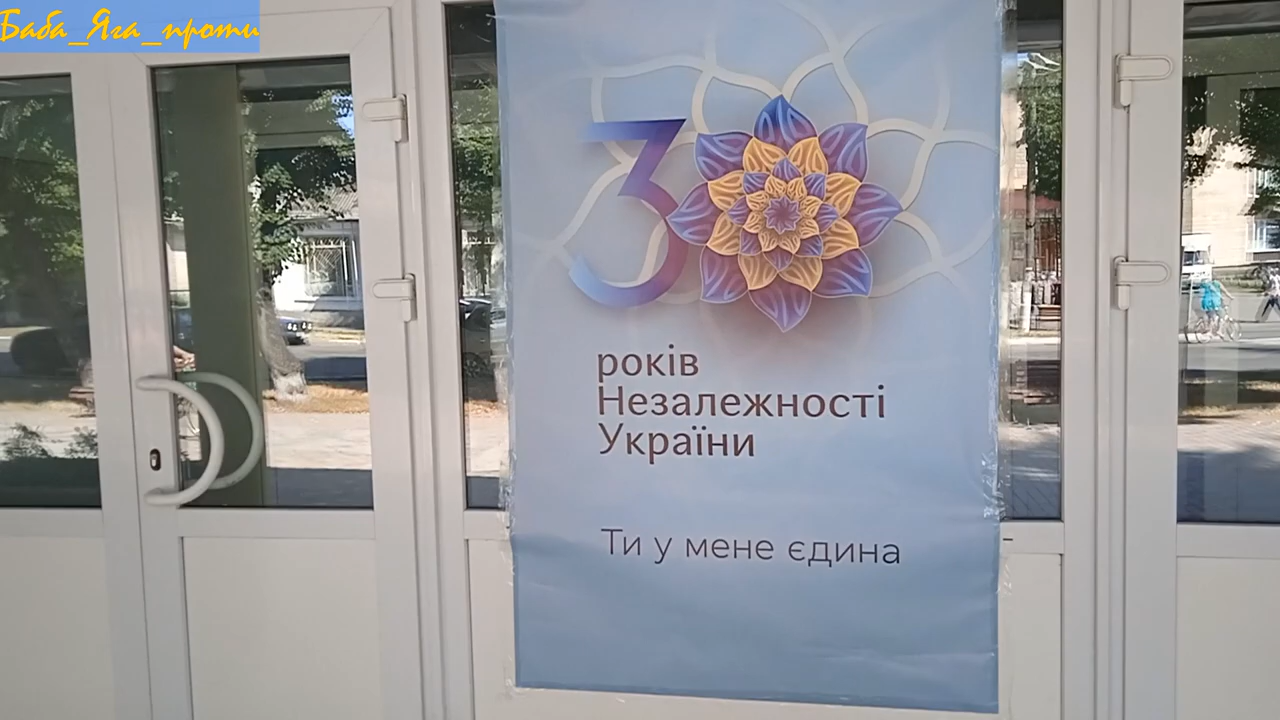 Баба_Яга_проти
30
років
Незалежності
України
Ти у мене єдина